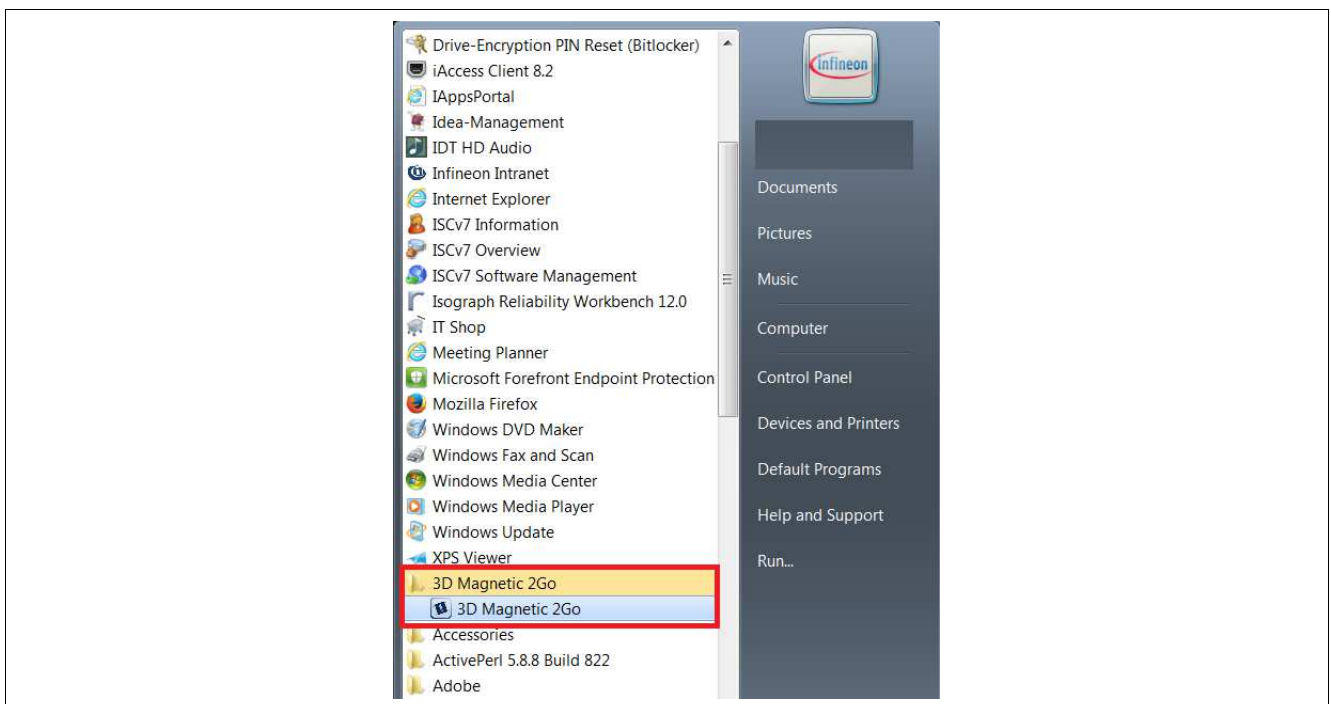 Drive-Encryption PIN Reset (Bitlocker)
iAccess Client 8.2
IAppsPortal
Idea-Management
IDT HD Audio
Infineon Intranet
Internet Explorer
ISCv7 Information
ISCv7 Overview
ISCv7 Software Management
Isograph Reliability Workbench 12.0
IT Shop
Meeting Planner
Microsoft Forefront Endpoint Protection
Mozilla Firefox
Windows DVD Maker
Windows Fax and Scan
Windows Media Center
Windows Media Player
Windows Update
XPS Viewer
3D Magnetic 2Go
3D Magnetic 2Go
Accessories
ActivePerl 5.8.8 Build 822
Adobe
infineon
Documents
Pictures
Music
Computer
Control Panel
Devices and Printers
Default Programs
Help and Support
Run...